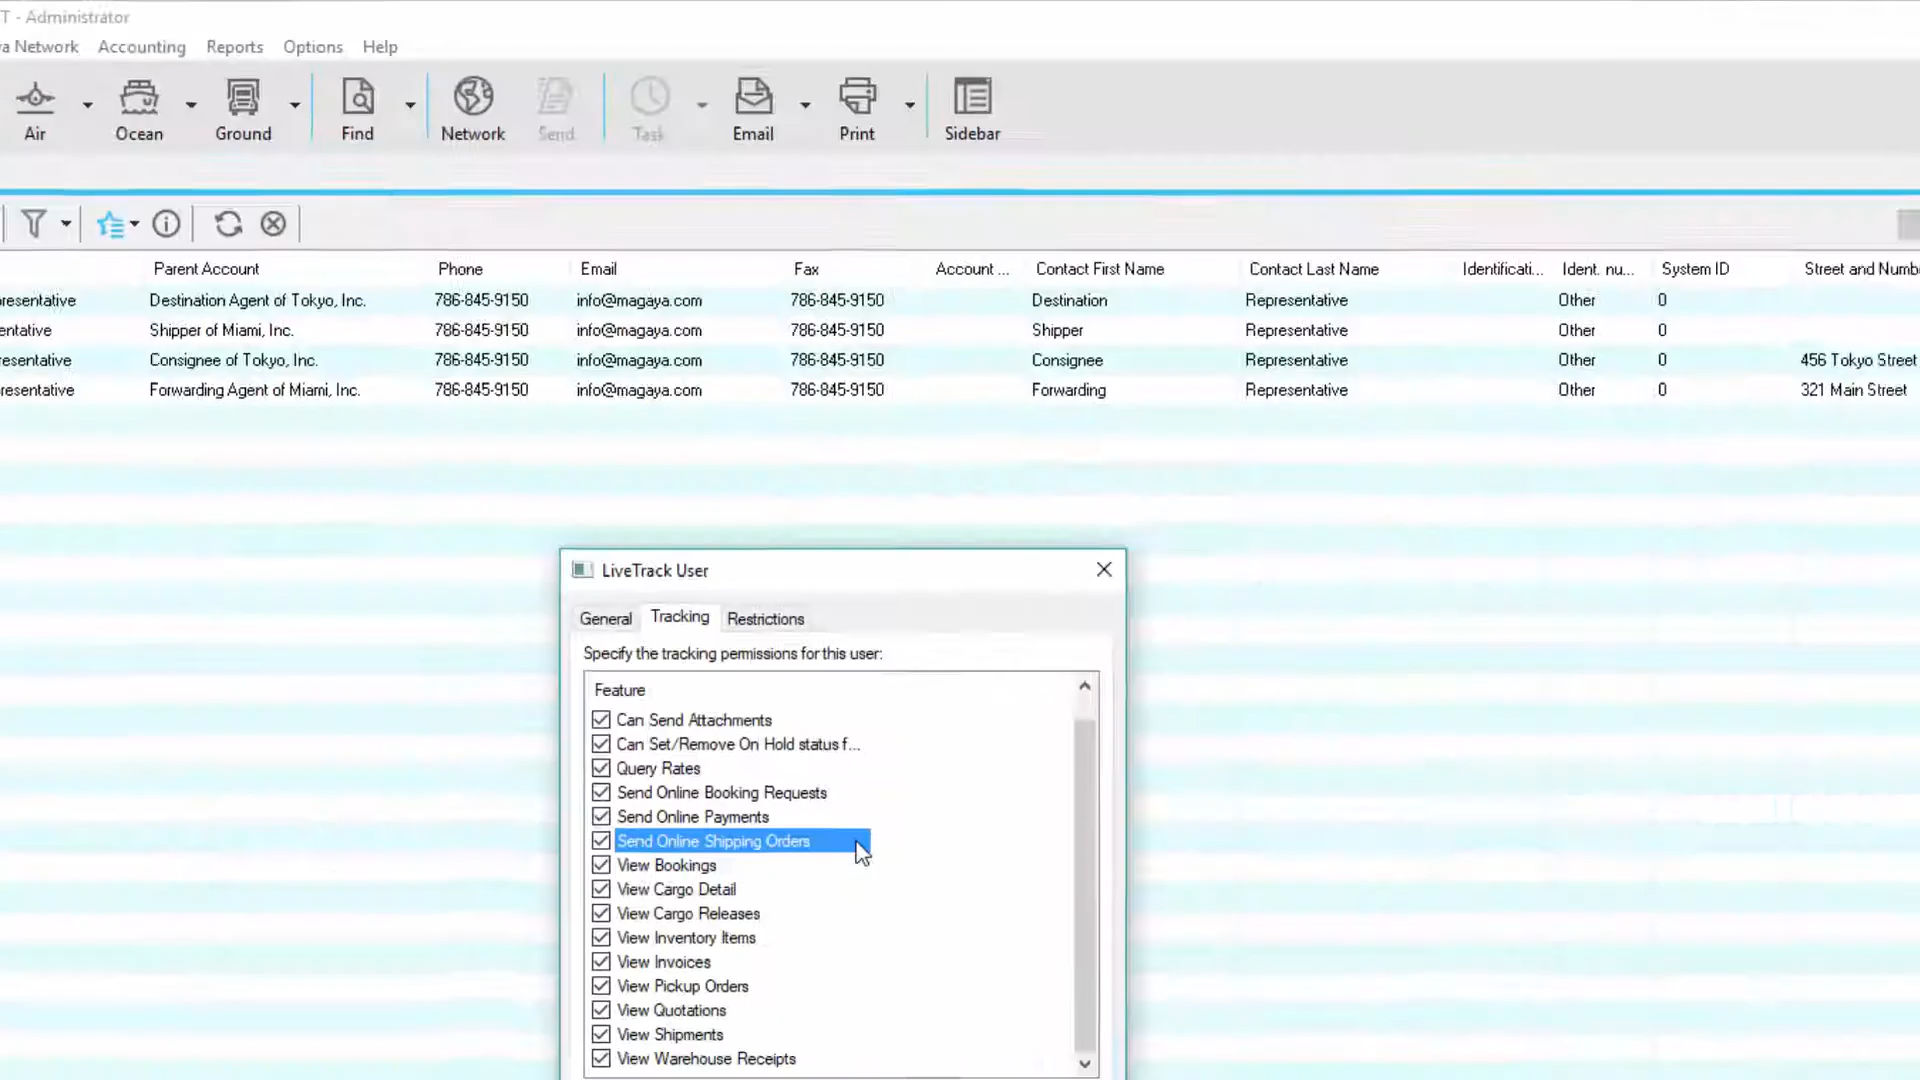 T - Administrator
a Network Accounting Reports Options Help
Air Ocean Ground Find Network Send Task Email Print Sidebar
Parent Account Phone Email Fax Account ... Contact First Name Contact Last Name Identificati... Ident. nu... System ID Street and Numb
resentative Destination Agent of Tokyo, Inc. 786-845-9150 info@magaya.com 786-845-9150 Destination Representative Other 0
entative Shipper of Miami, Inc. 786-845-9150 info@magaya.com 786-845-9150 Shipper Representative Other 0
resentative Consignee of Tokyo, Inc. 786-845-9150 info@magaya.com 786-845-9150 Consignee Representative Other 0 456 Tokyo Street
resentative Forwarding Agent of Miami, Inc. 786-845-9150 info@magaya.com 786-845-9150 Forwarding Representative Other 0 321 Main Street
LiveTrack User
General Tracking Restrictions
Specify the tracking permissions for this user:
Feature
Can Send Attachments
Can Set/Remove On Hold status f...
Query Rates
Send Online Booking Requests
Send Online Payments
Send Online Shipping Orders
View Bookings
View Cargo Detail
View Cargo Releases
View Inventory Items
View Invoices
View Pickup Orders
View Quotations
View Shipments
View Warehouse Receipts